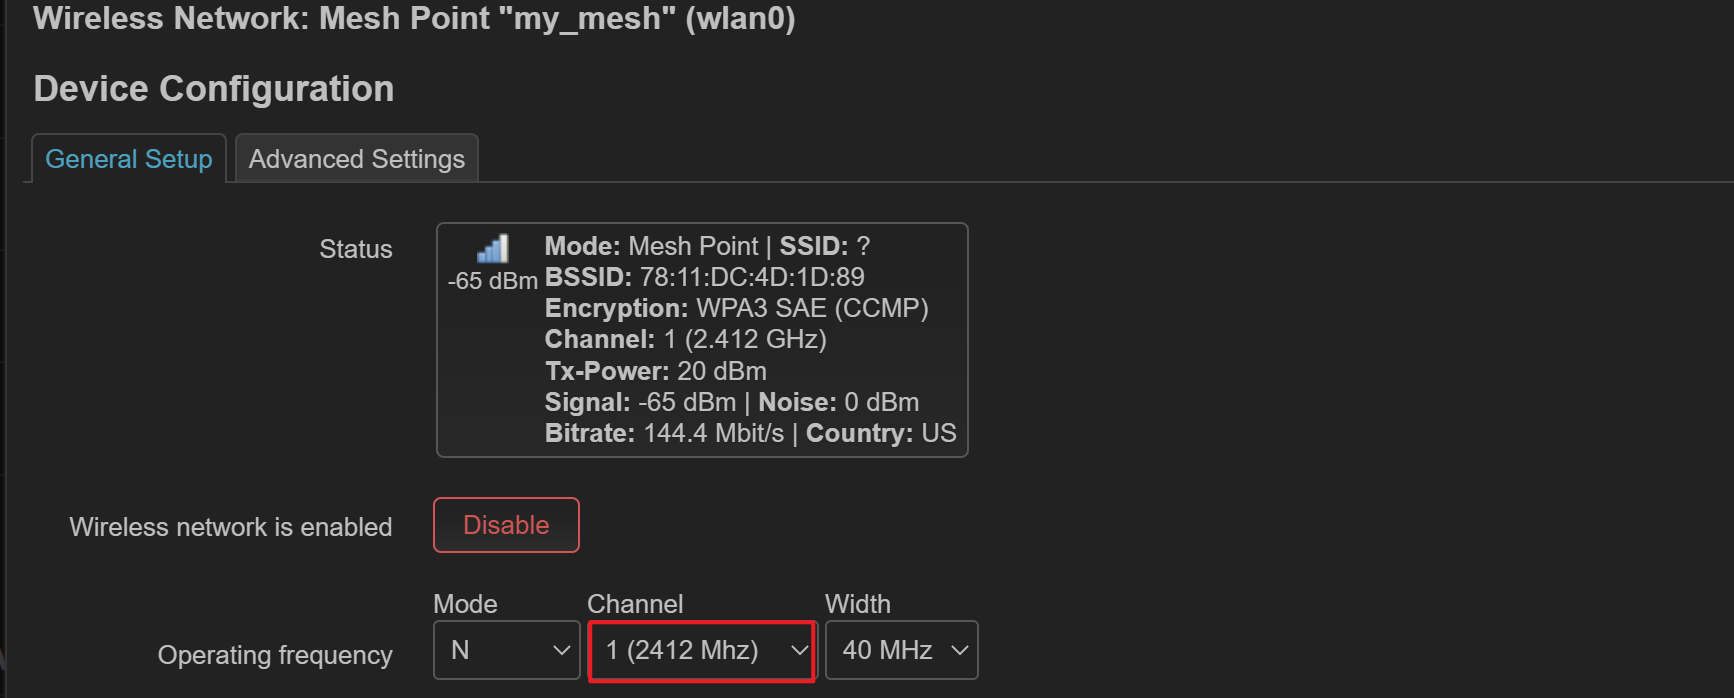 Wireless Network: Mesh Point "my_mesh" (wlan0)
Device Configuration
General Setup
Advanced Settings
Status
-65 dBm
Mode: Mesh Point | SSID: ?
BSSID: 78:11:DC:4D:1D:89
Encryption: WPA3 SAE (CCMP)
Channel: 1 (2.412 GHz)
Tx-Power: 20 dBm
Signal: -65 dBm | Noise: 0 dBm
Bitrate: 144.4 Mbit/s | Country: US
Wireless network is enabled
Disable
Mode
Channel
Width
Operating frequency
N
1 (2412 Mhz)
40 MHz